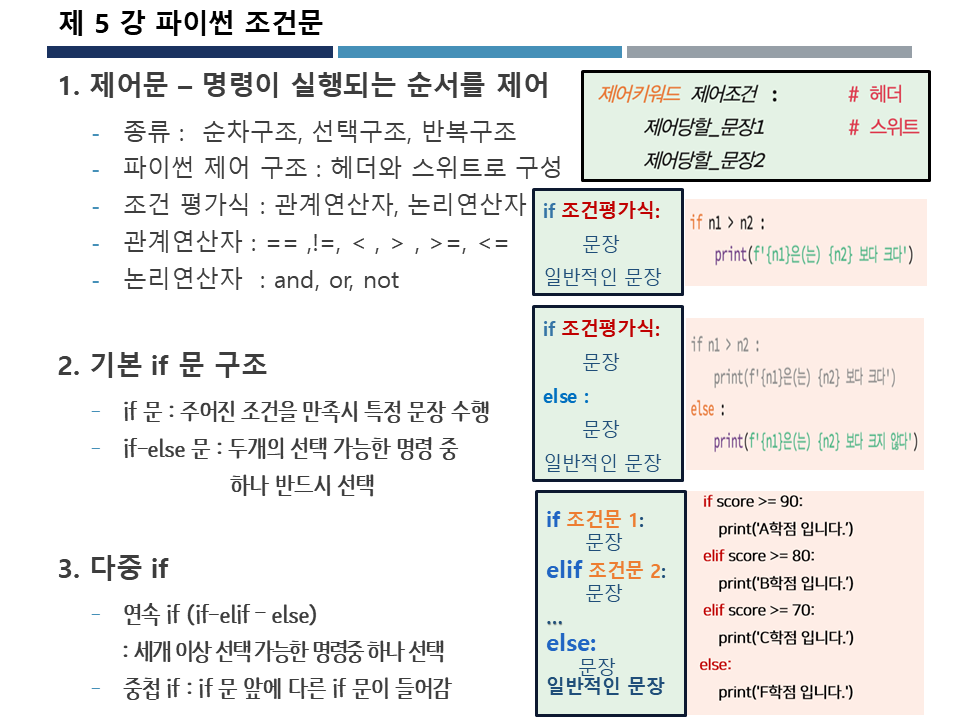 제 5 강 파이썬 조건문
1. 제어문 – 명령이 실행되는 순서를 제어
- 종류 : 순차구조, 선택구조, 반복구조
- 파이썬 제어 구조 : 헤더와 스위트로 구성
- 조건 평가식 : 관계연산자, 논리연산자
- 관계연산자 : == ,!=, < , > , >=, <=
- 논리연산자 : and, or, not
제어키워드 제어조건 : # 헤더
제어당할_문장1 # 스위트
제어당할_문장2
if 조건평가식:
문장
일반적인 문장
if n1 > n2 :
print(f'{n1}은(는) {n2} 보다 크다')
2. 기본 if 문 구조
- if 문 : 주어진 조건을 만족시 특정 문장 수행
- if-else 문 : 두개의 선택 가능한 명령 중
하나 반드시 선택
if 조건평가식:
문장
else :
문장
일반적인 문장
if n1 > n2 :
print(f'{n1}은(는) {n2} 보다 크다')
else :
print(f'{n1}은(는) {n2} 보다 크지 않다')
3. 다중 if
- 연속 if (if-elif – else)
: 세개 이상 선택 가능한 명령중 하나 선택
- 중첩 if : if 문 앞에 다른 if 문이 들어감
if 조건문 1:
문장
elif 조건문 2:
문장
...
else:
문장
일반적인 문장
if score >= 90:
print('A학점 입니다.')
elif score >= 80:
print('B학점 입니다.')
elif score >= 70:
print('C학점 입니다.')
else:
print('F학점 입니다.')